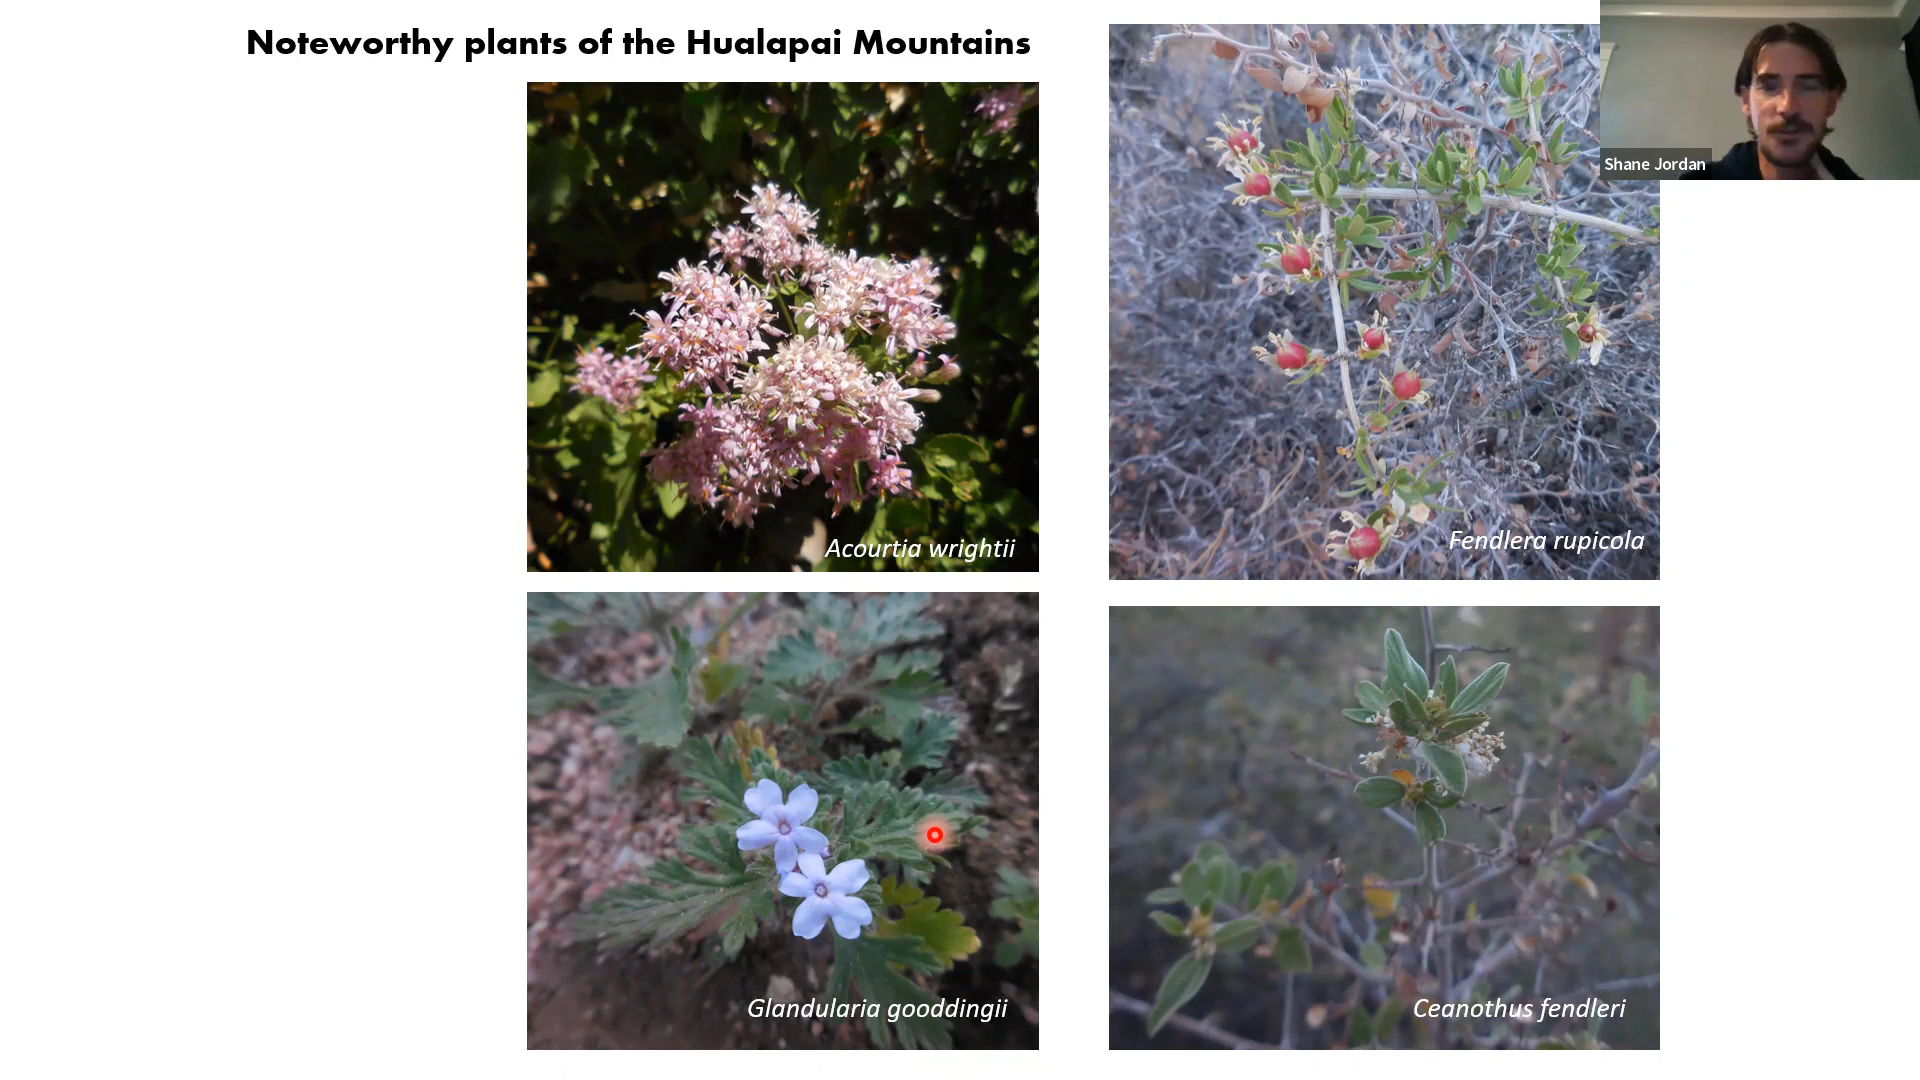 Noteworthy plants of the Hualapai Mountains
Shane Jordan
Acourtia wrightii
Fendlera rupicola
Glandularia gooddingii
Ceanothus fendleri